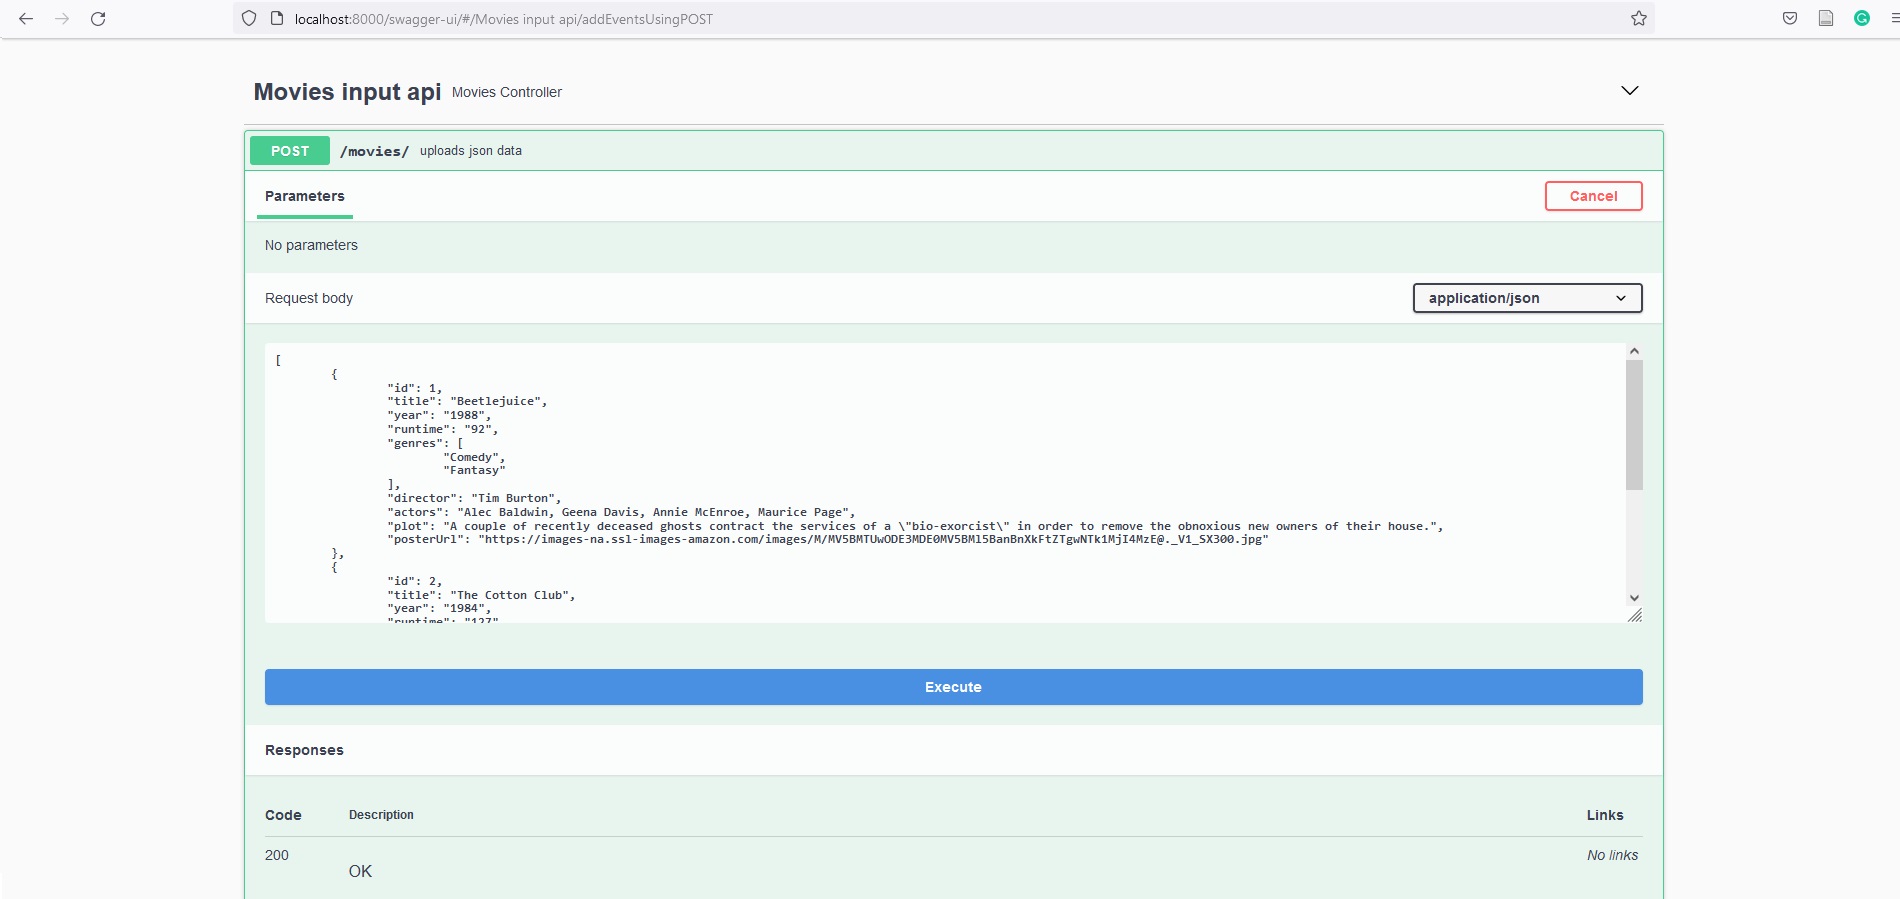 localhost:8000/swagger-ui/#/Movies input api/addEventsUsingPOST
Movies input api Movies Controller
POST /movies/ uploads json data
Parameters Cancel
No parameters
Request body application/json
[
{
"id": 1,
"title": "Beetlejuice",
"year": "1988",
"runtime": "92",
"genres": [
"Comedy",
"Fantasy"
],
"director": "Tim Burton",
"actors": "Alec Baldwin, Geena Davis, Annie McEnroe, Maurice Page",
"plot": "A couple of recently deceased ghosts contract the services of a \"bio-exorcist\" in order to remove the obnoxious new owners of their house.",
"posterUrl": "https://images-na.ssl-images-amazon.com/images/M/MV5BMTUwODE3MDE0MV5BMl5BanBnXkFtZTgwNTk1MjI4MzE@._V1_SX300.jpg"
},
{
"id": 2,
"title": "The Cotton Club",
"year": "1984",
"runtime": "127"
Execute
Responses
Code Description Links
200 No links
OK